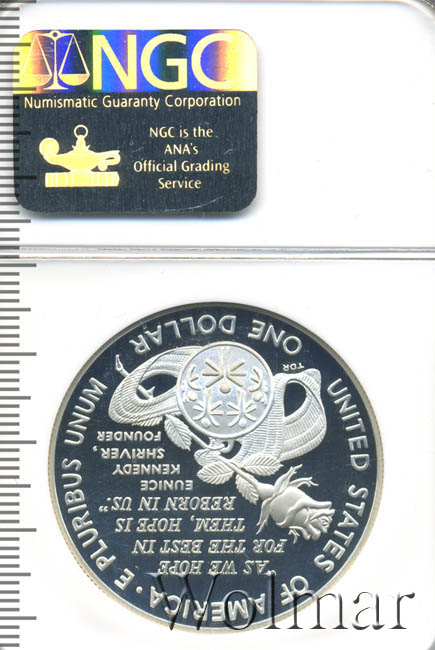 NGC
Numismatic Guaranty Corporation
NGC is the
ANA's
Official Grading
Service
UNITED STATES OF AMERICA · E PLURIBUS UNUM
"AS WE HOPE
FOR THE BEST IN
THEM, HOPE IS
REBORN IN US."
EUNICE
KENNEDY
SHRIVER,
FOUNDER
TDR
ONE DOLLAR
Wolmar